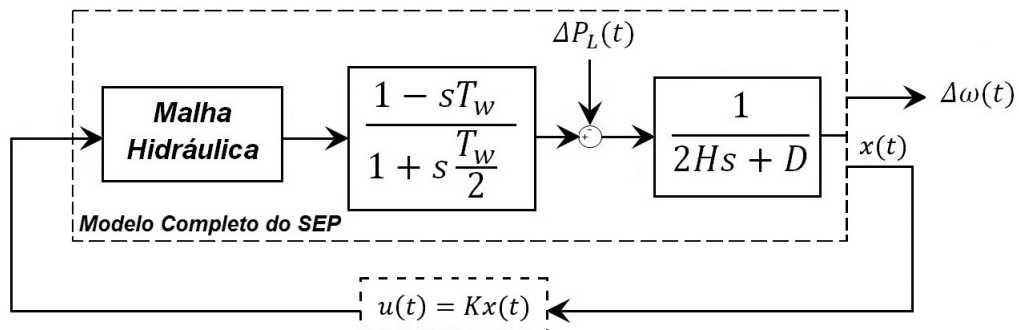 ΔP_L(t)
Malha
Hidráulica
1 − sT_w
1 + s T_w/2
+
-
1
2Hs + D
Δω(t)
x(t)
Modelo Completo do SEP
u(t) = Kx(t)